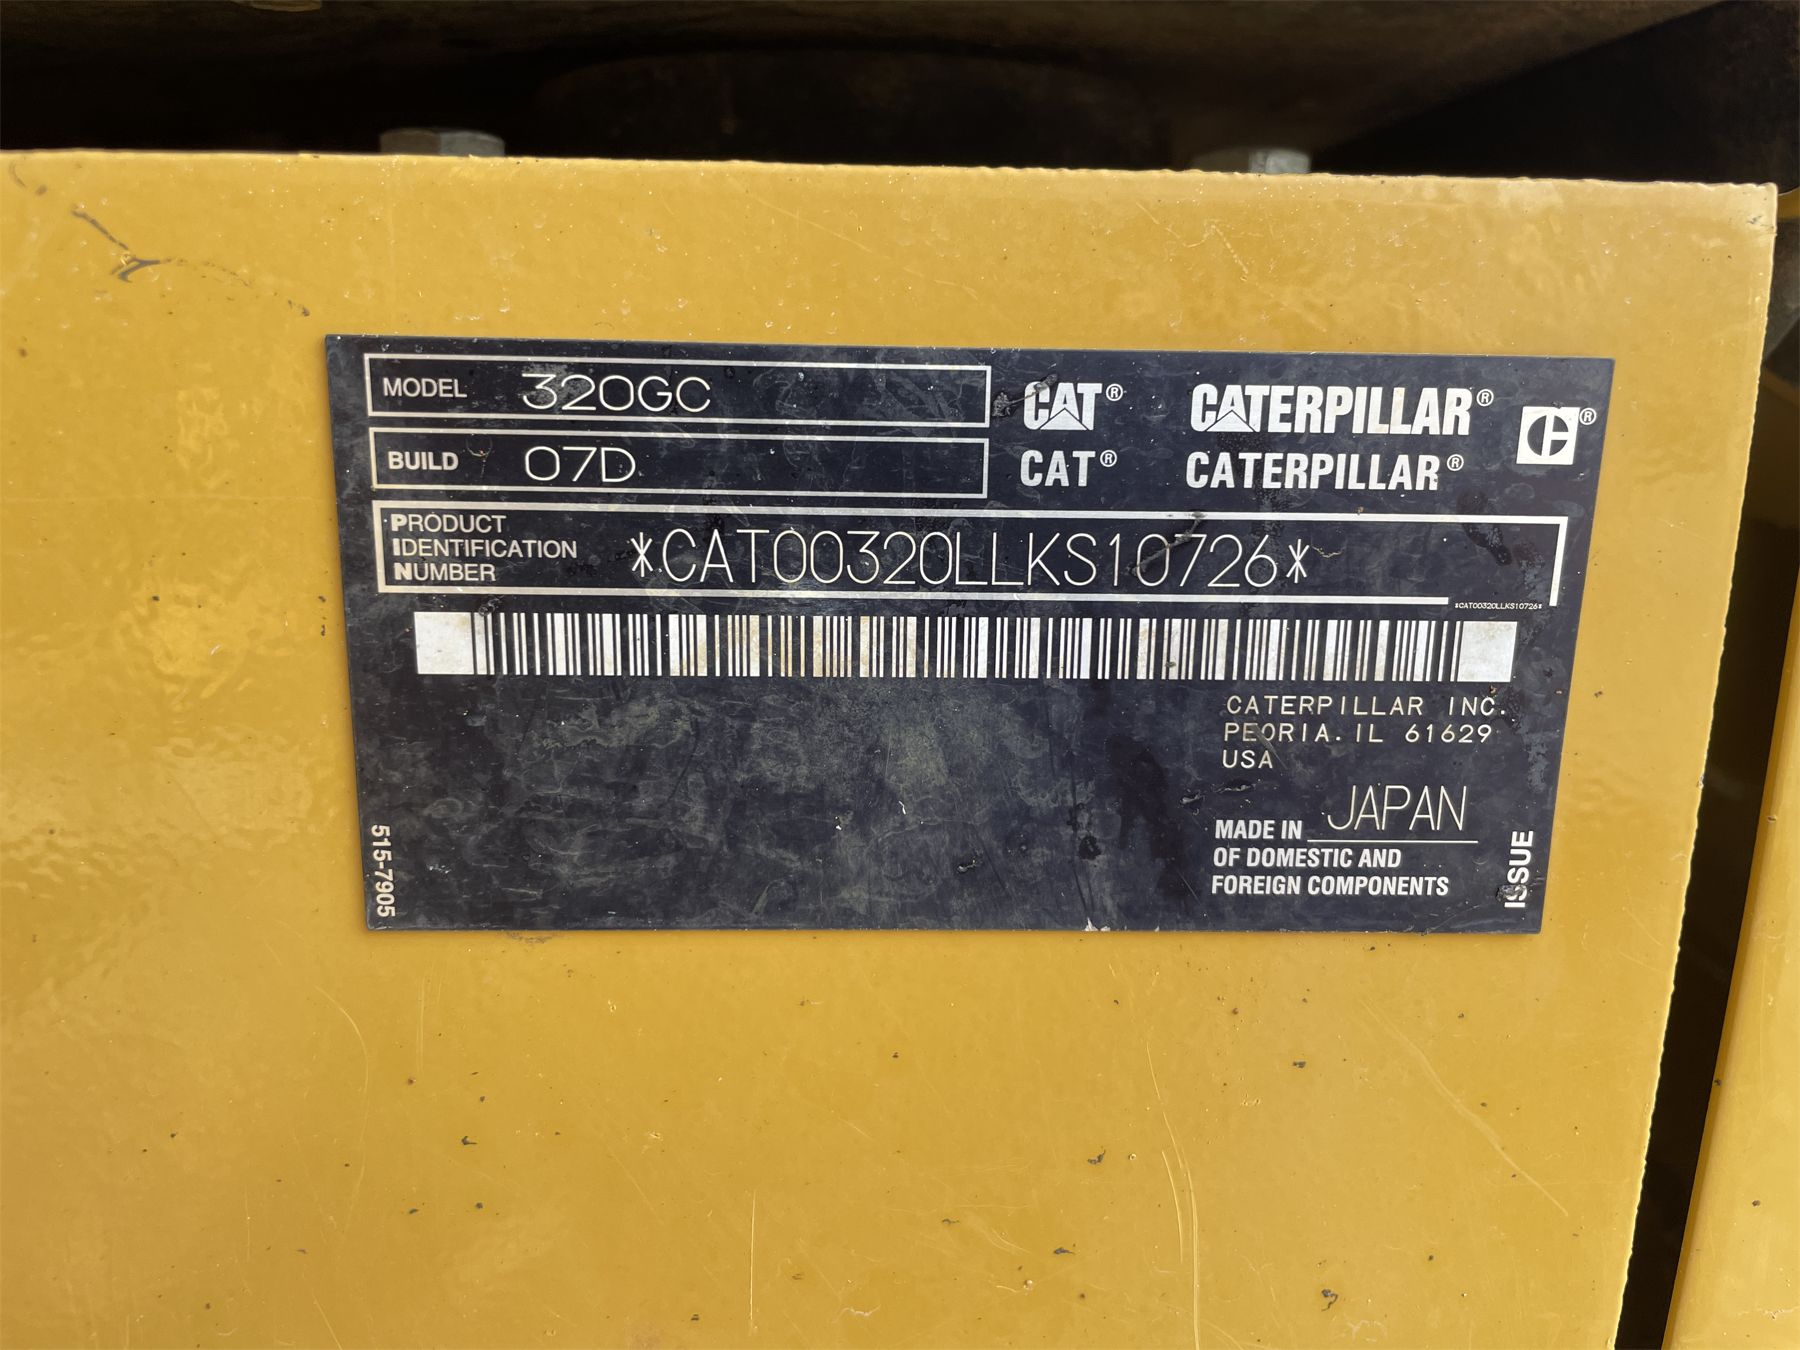 MODEL 320GC
CAT® CATERPILLAR® ®
BUILD 07D
CAT® CATERPILLAR®
PRODUCT
IDENTIFICATION
NUMBER
*CAT00320LLKS10726*
*CAT00320LLKS10726*
CATERPILLAR INC.
PEORIA. IL 61629
USA
MADE IN JAPAN
OF DOMESTIC AND
FOREIGN COMPONENTS
515-7905
ISSUE